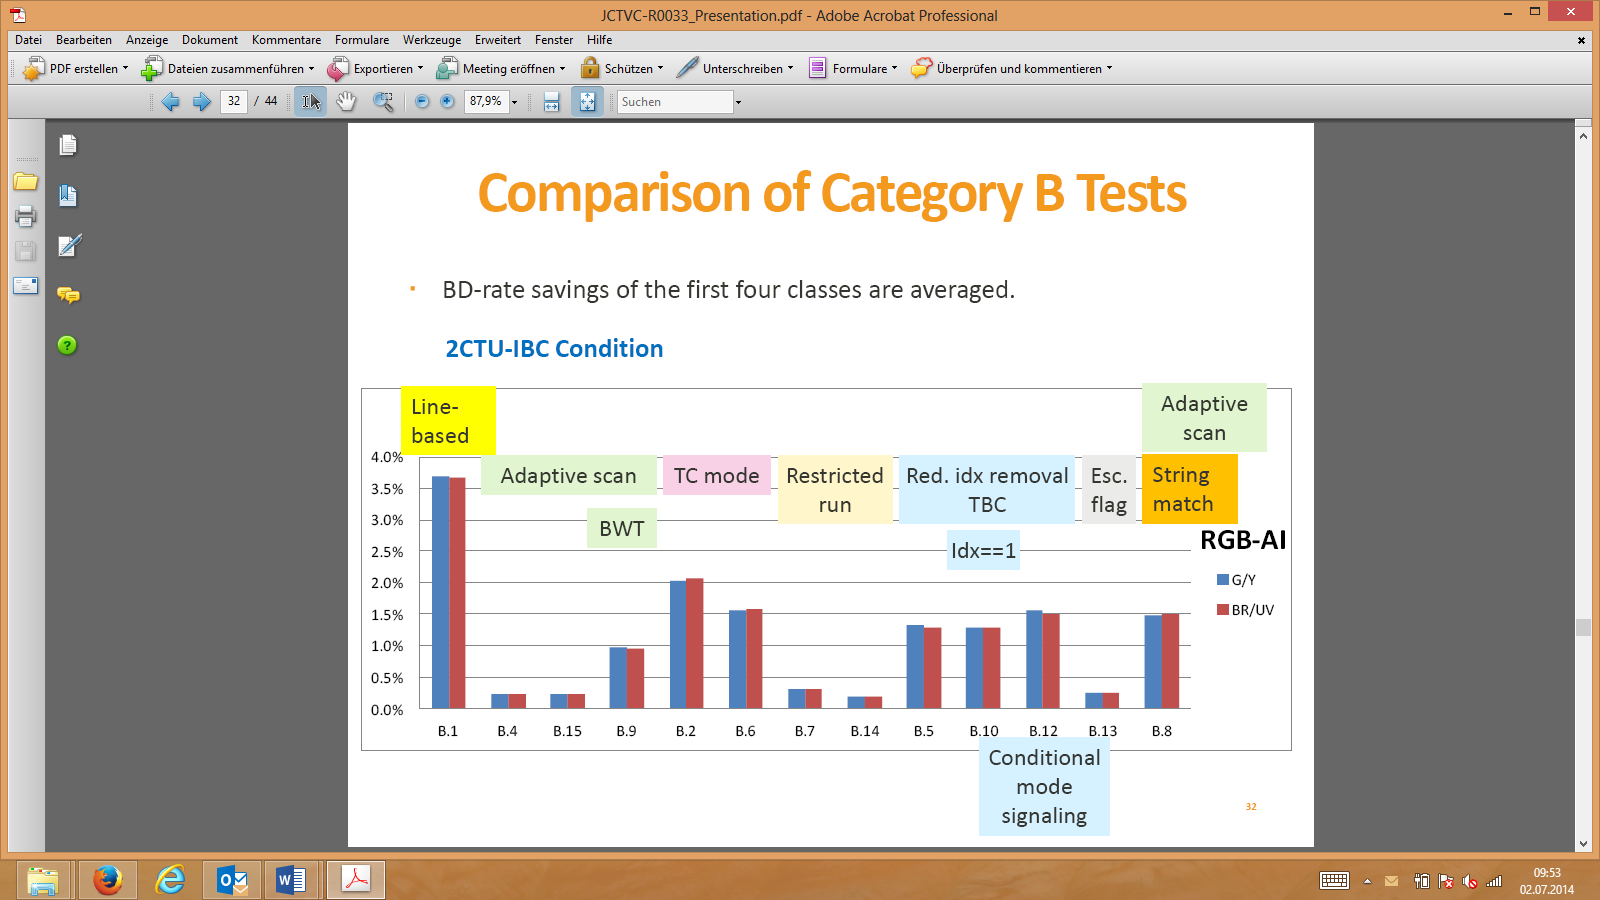 JCTVC-R0033_Presentation.pdf - Adobe Acrobat Professional
Datei Bearbeiten Anzeige Dokument Kommentare Formulare Werkzeuge Erweitert Fenster Hilfe
PDF erstellen Dateien zusammenführen Exportieren Meeting eröffnen Schützen Unterschreiben Formulare Überprüfen und kommentieren
32 / 44 87,9% Suchen
Comparison of Category B Tests
BD-rate savings of the first four classes are averaged.
2CTU-IBC Condition
Line-
based
Adaptive
scan
Adaptive scan
BWT
TC mode
Restricted
run
Red. idx removal
TBC
Idx==1
Esc.
flag
String
match
RGB-AI
G/Y
BR/UV
4.0%
3.5%
3.0%
2.5%
2.0%
1.5%
1.0%
0.5%
0.0%
B.1 B.4 B.15 B.9 B.2 B.6 B.7 B.14 B.5 B.10 B.12 B.13 B.8
Conditional
mode
signaling
32
09:53
02.07.2014